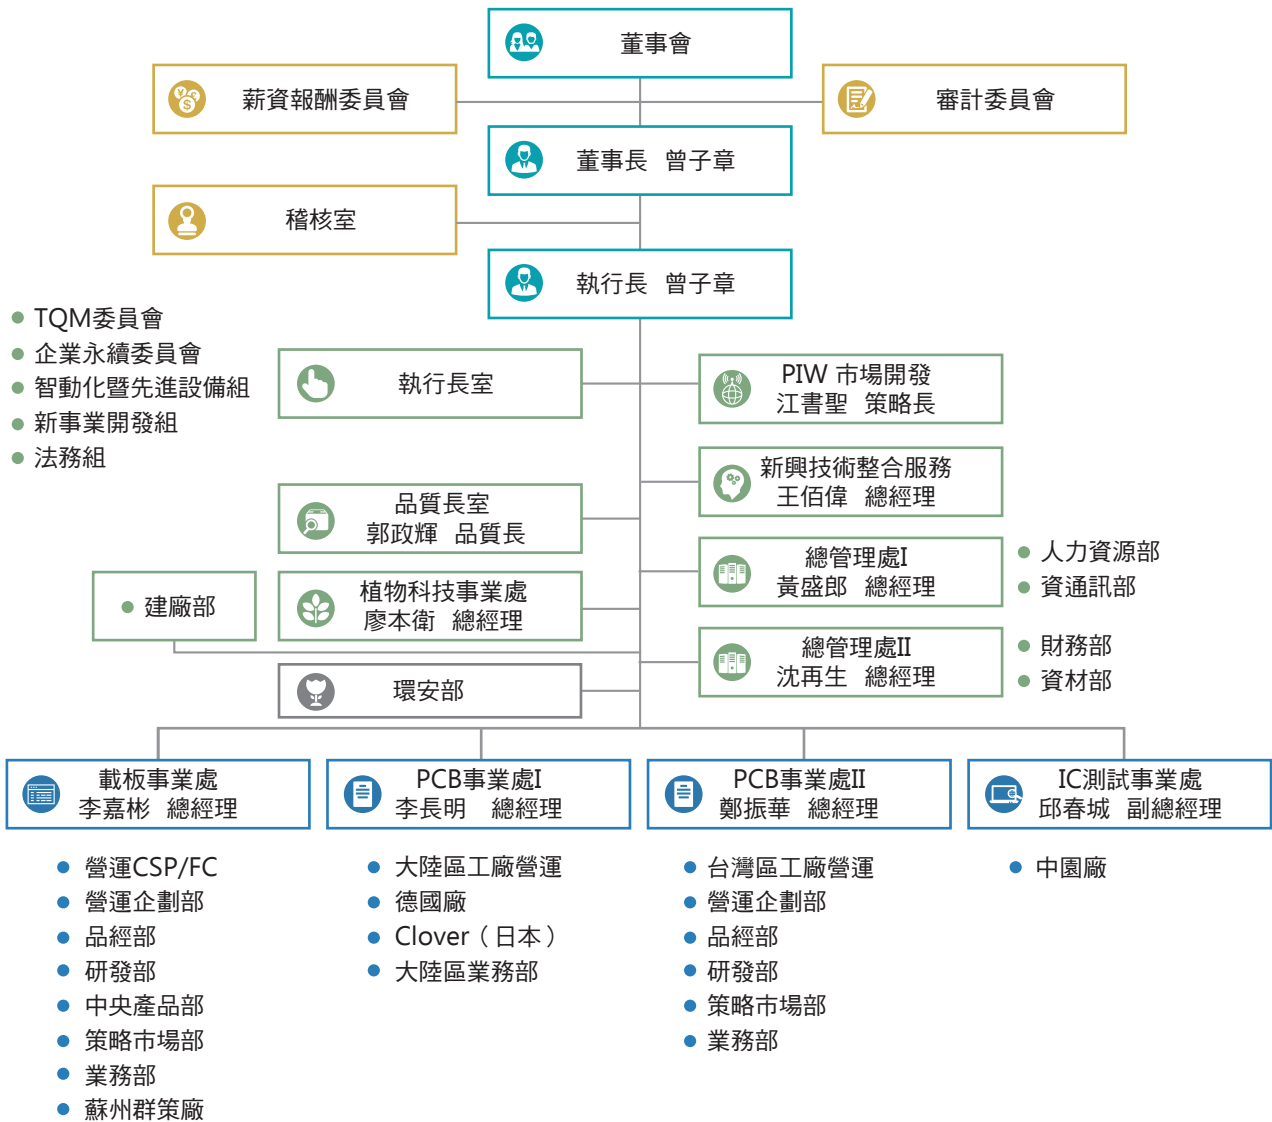 董事會
薪資報酬委員會
審計委員會
董事長 曾子章
稽核室
執行長 曾子章
TQM委員會
企業永續委員會
智動化暨先進設備組
新事業開發組
法務組
執行長室
PIW 市場開發
江書聖 策略長
新興技術整合服務
王佰偉 總經理
品質長室
郭政輝 品質長
總管理處I
黃盛郎 總經理
人力資源部
資通訊部
建廠部
植物科技事業處
廖本衛 總經理
總管理處II
沈再生 總經理
財務部
資材部
環安部
載板事業處
李嘉彬 總經理
營運CSP/FC
營運企劃部
品經部
研發部
中央產品部
策略市場部
業務部
蘇州群策廠
PCB事業處I
李長明 總經理
大陸區工廠營運
德國廠
Clover（日本）
大陸區業務部
PCB事業處II
鄭振華 總經理
台灣區工廠營運
營運企劃部
品經部
研發部
策略市場部
業務部
IC測試事業處
邱春城 副總經理
中園廠